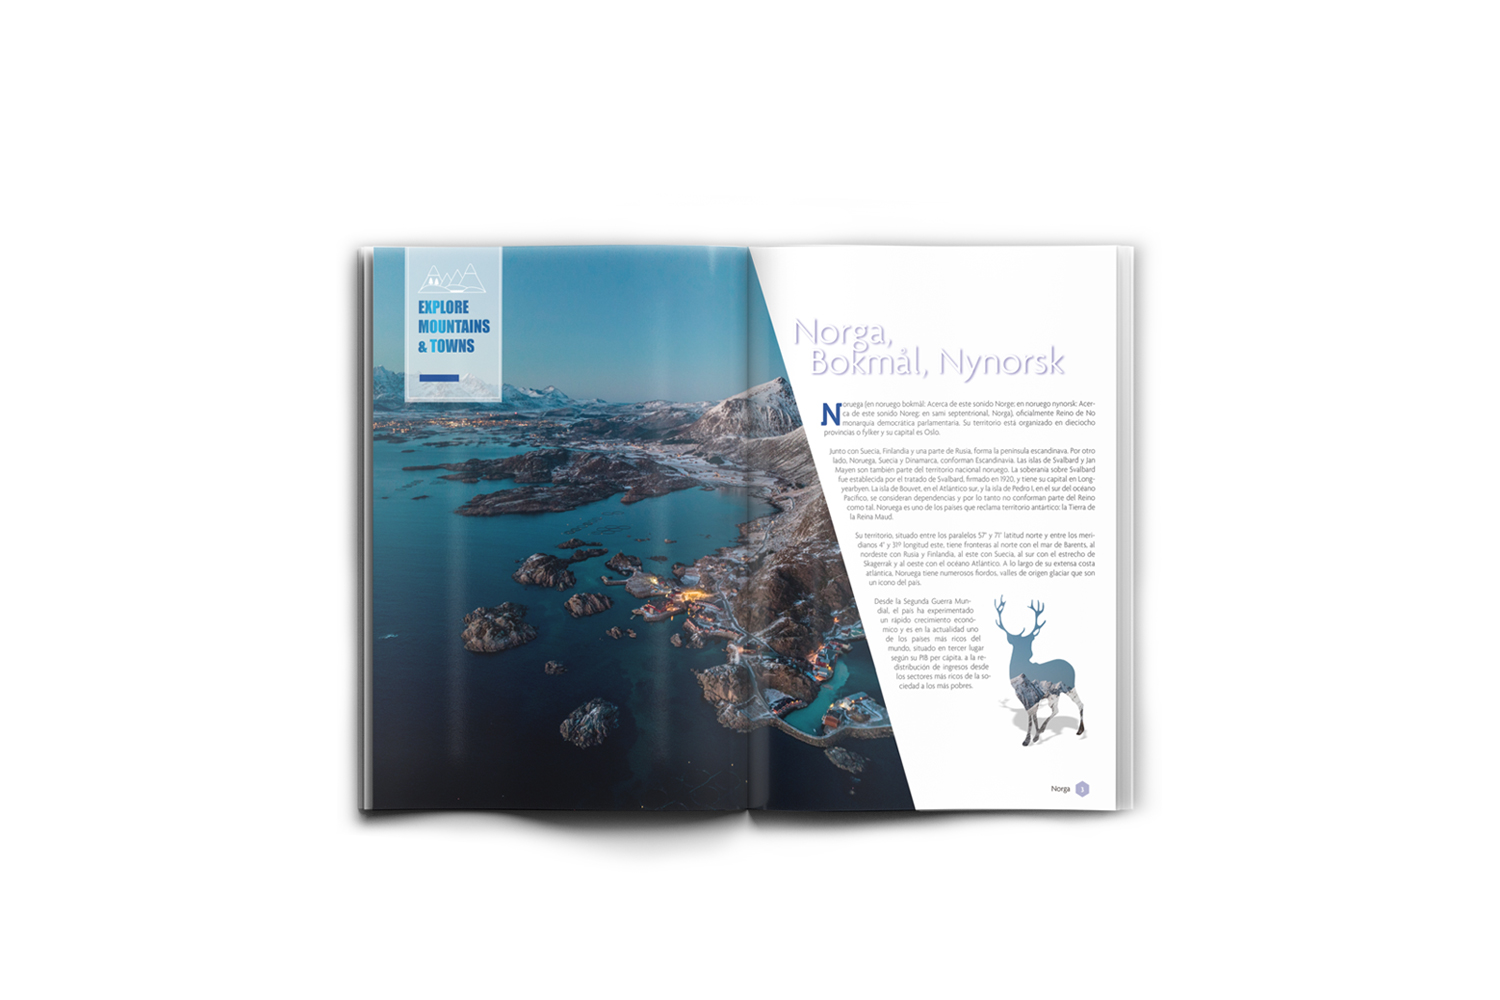 EXPLORE
MOUNTAINS
& TOWNS
Norga,
Bokmål, Nynorsk
Noruega (en noruego bokmål: Acerca de este sonido Norge; en noruego nynorsk: Acer-
ca de este sonido Noreg; en sami septentrional, Norga), oficialmente Reino de No
monarquía democrática parlamentaria. Su territorio está organizado en dieciocho
provincias o fylker y su capital es Oslo.
Junto con Suecia, Finlandia y una parte de Rusia, forma la península escandinava. Por otro
lado, Noruega, Suecia y Dinamarca, conforman Escandinavia. Las islas de Svalbard y Jan
Mayen son también parte del territorio nacional noruego. La soberanía sobre Svalbard
fue establecida por el tratado de Svalbard, firmado en 1920, y tiene su capital en Long-
yearbyen. La isla de Bouvet, en el Atlántico sur, y la isla de Pedro I, en el sur del océano
Pacífico, se consideran dependencias y por lo tanto no conforman parte del Reino
como tal. Noruega es uno de los países que reclama territorio antártico: la Tierra de
la Reina Maud.
Su territorio, situado entre los paralelos 57° y 71° latitud norte y entre los meri-
dianos 4° y 31º longitud este, tiene fronteras al norte con el mar de Barents, al
nordeste con Rusia y Finlandia, al este con Suecia, al sur con el estrecho de
Skagerrak y al oeste con el océano Atlántico. A lo largo de su extensa costa
atlántica, Noruega tiene numerosos fiordos, valles de origen glaciar que son
un icono del país.
Desde la Segunda Guerra Mun-
dial, el país ha experimentado
un rápido crecimiento econó-
mico y es en la actualidad uno
de los países más ricos del
mundo, situado en tercer lugar
según su PIB per cápita. a la re-
distribución de ingresos desde
los sectores más ricos de la so-
ciedad a los más pobres.
Norga 3